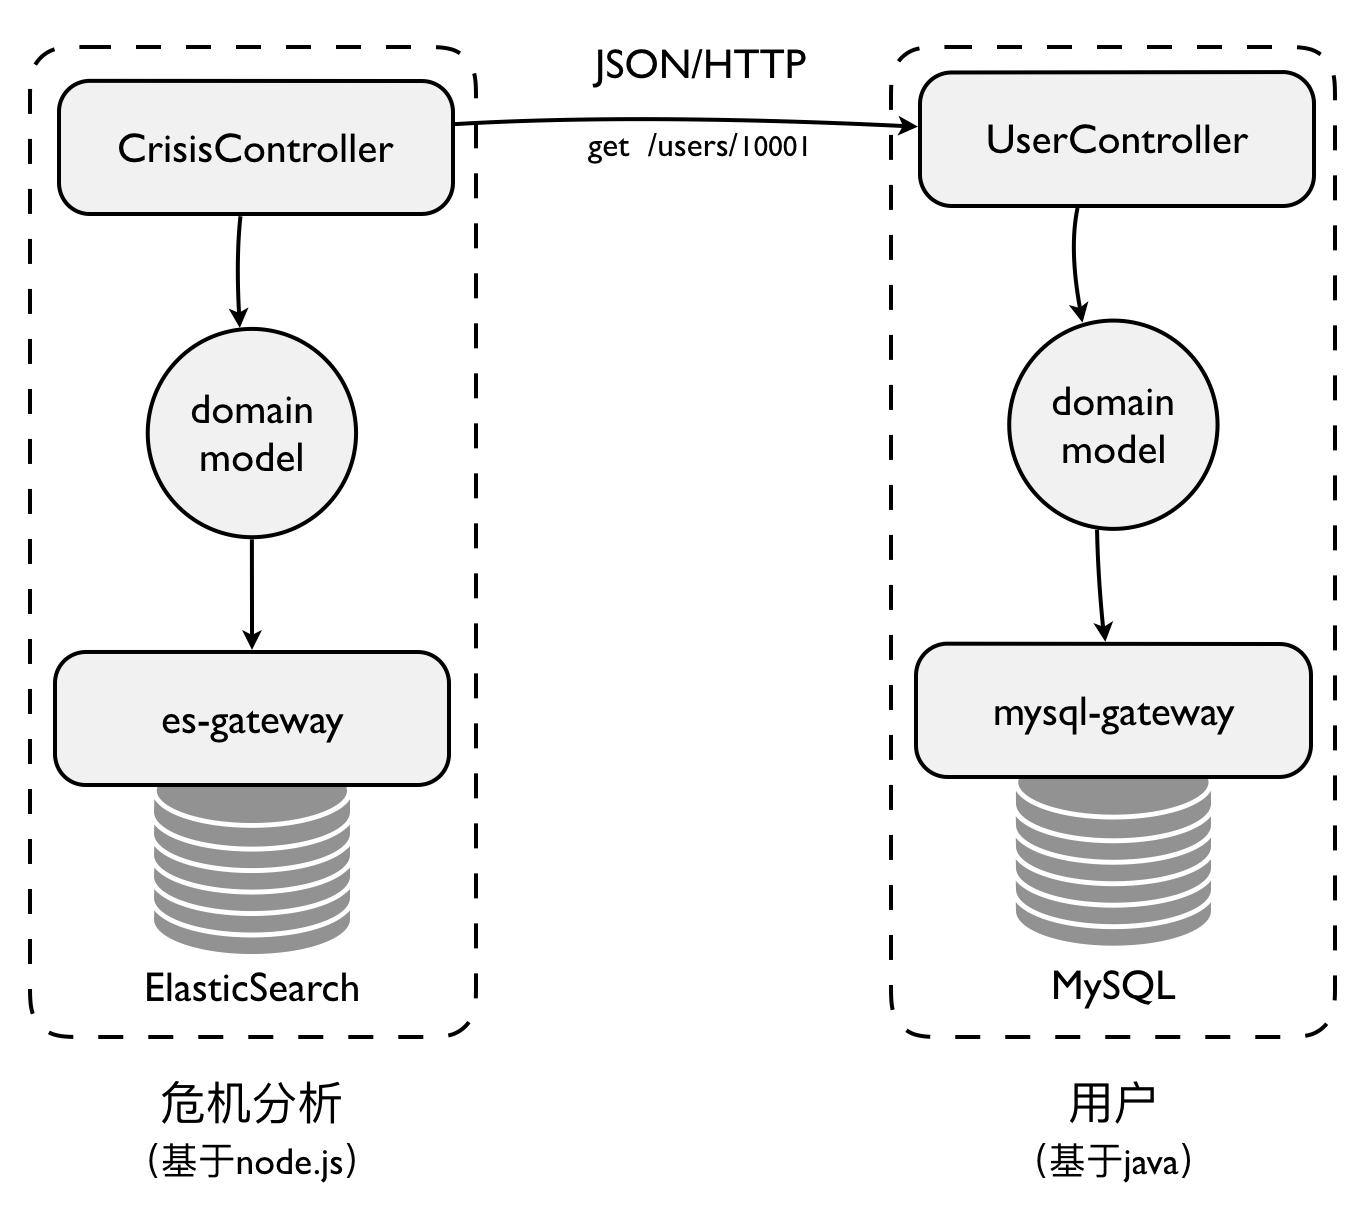 JSON/HTTP
get /users/10001
CrisisController
domain
model
es-gateway
ElasticSearch
危机分析
（基于node.js）
UserController
domain
model
mysql-gateway
MySQL
用户
（基于java）